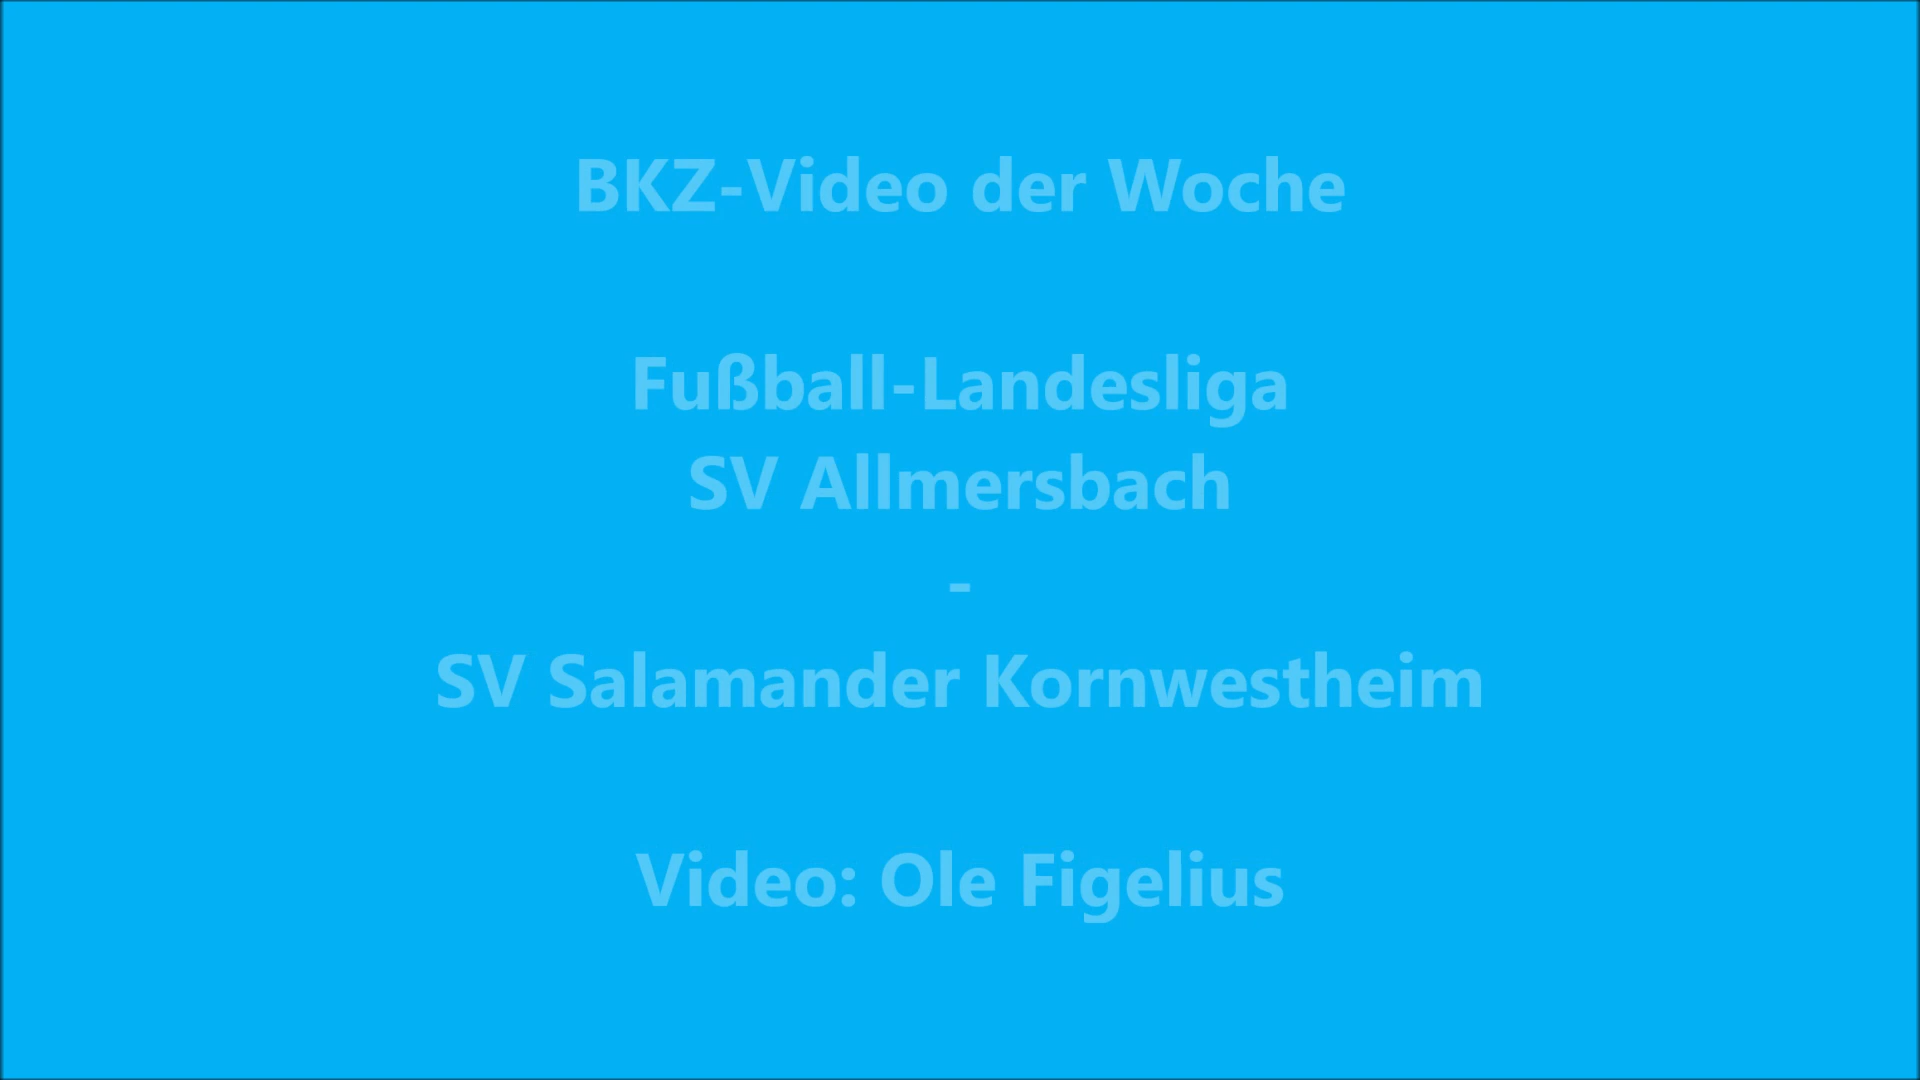 BKZ-Video der Woche
Fußball-Landesliga
SV Allmersbach
-
SV Salamander Kornwestheim
Video: Ole Figelius